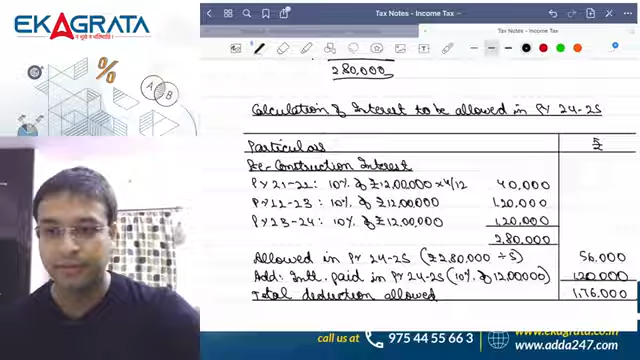 EKAGRATA
Tax Notes - Income Tax
%
A
B
2,80,000
Calculation of Interest to be allowed in PY 24-25
Particulars ₹
Pre-Construction Interest
PY 21-22: 10% of ₹12,00,000 x 4/12 40,000
PY 22-23: 10% of ₹12,00,000 1,20,000
PY 23-24: 10% of ₹12,00,000 1,20,000
2,80,000
Allowed in PY 24-25 (₹2,80,000 ÷ 5) 56,000
Add: Intt. paid in PY 24-25 (10% of 12,00,000) 1,20,000
Total deduction allowed 1,76,000
call us at 975 44 55 66 3
www.ekagrata.com
www.adda247.com